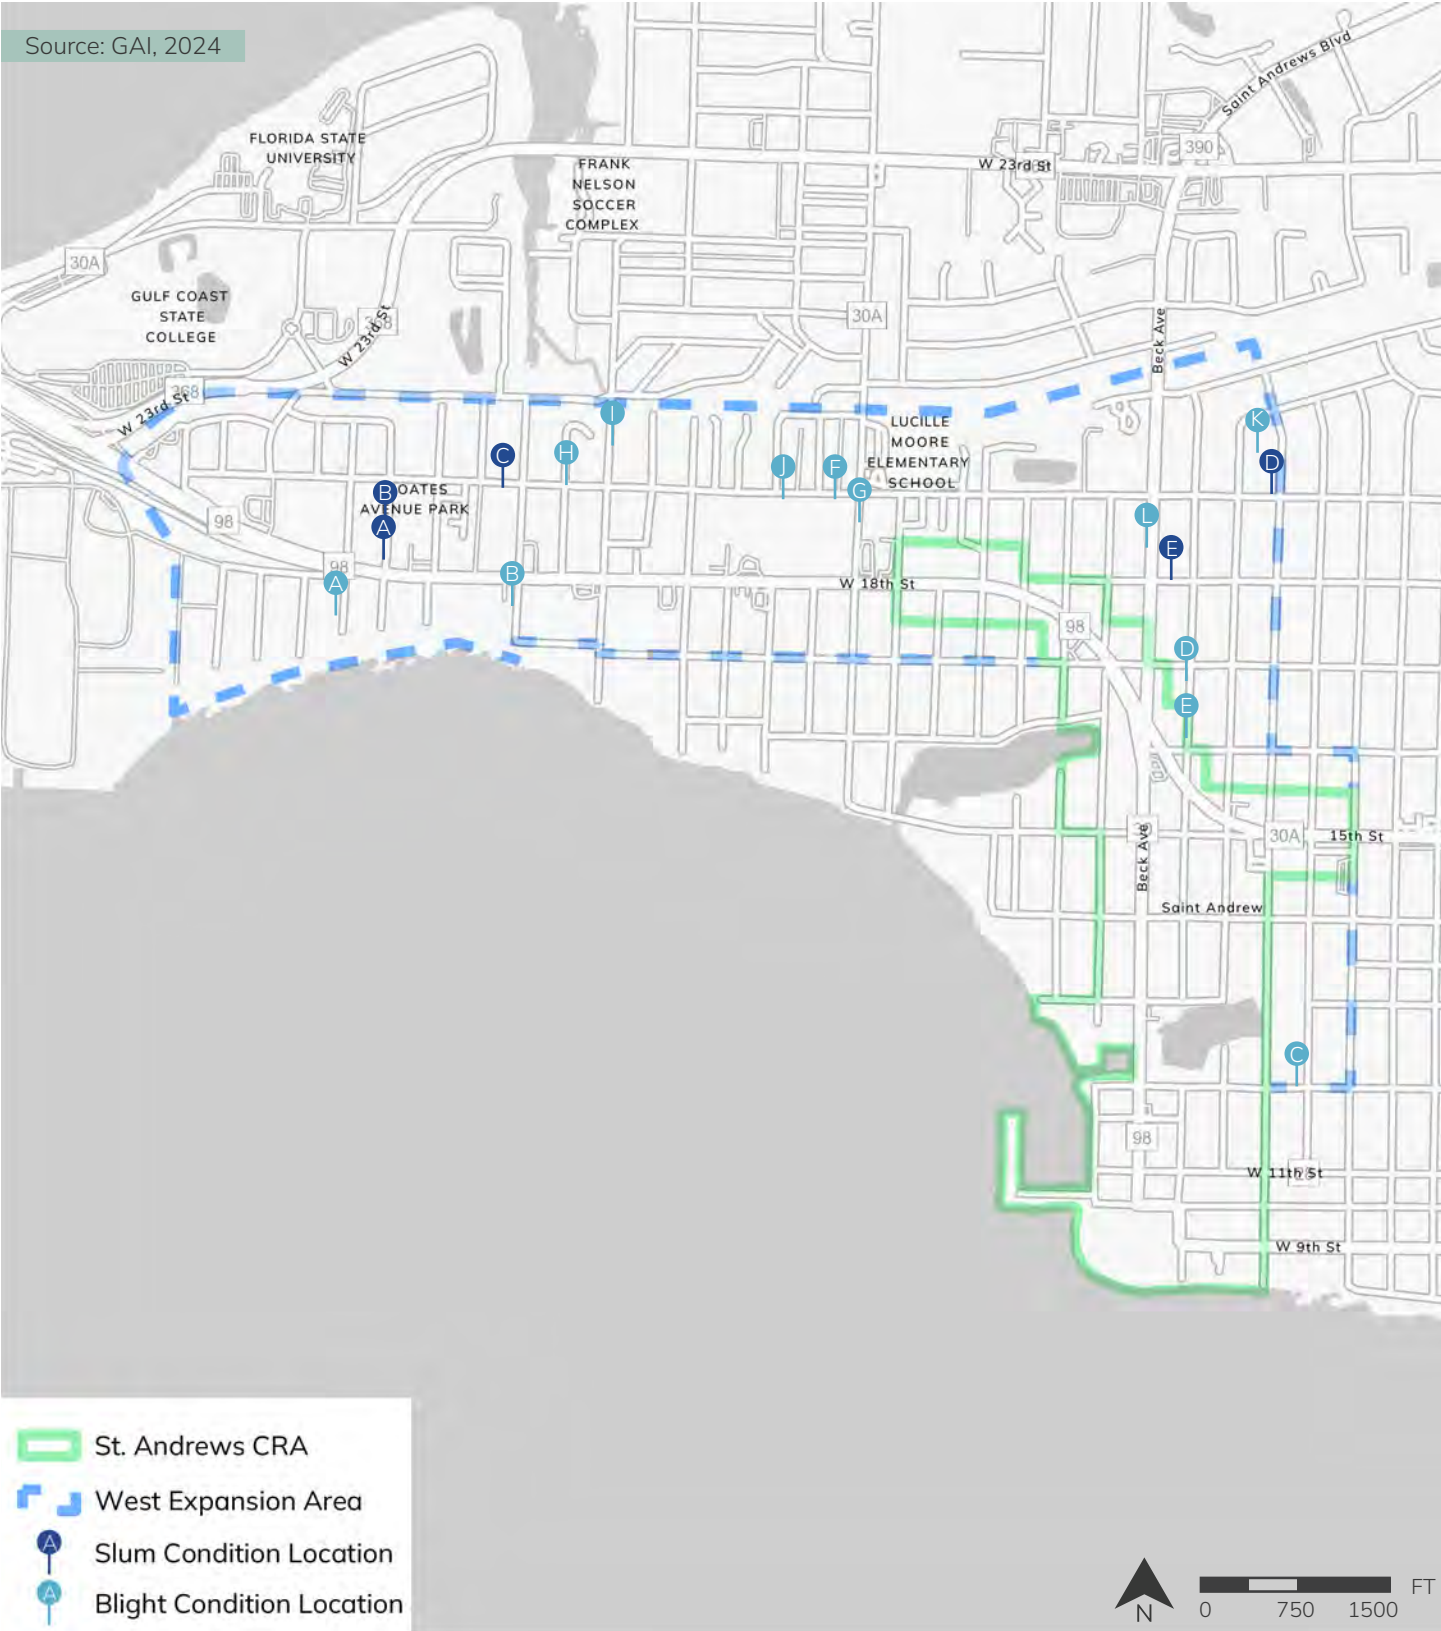 Source: GAI, 2024
Saint Andrews Blvd
FLORIDA STATE
UNIVERSITY
390
FRANK
NELSON
SOCCER
COMPLEX
W 23rd St
30A
GULF COAST
STATE
COLLEGE
W 23rd St
30A
Beck Ave
368
W 23rd St
I
K
LUCILLE
MOORE
ELEMENTARY
SCHOOL
C
H
J
F
D
B
OATES
AVENUE PARK
G
98
A
L
E
98
A
B
W 18th St
98
D
E
Beck Ave
30A
15th St
Saint Andrew
C
98
W 11th St
W 9th St
St. Andrews CRA
West Expansion Area
A
Slum Condition Location
A
Blight Condition Location
N
0 750 1500 FT